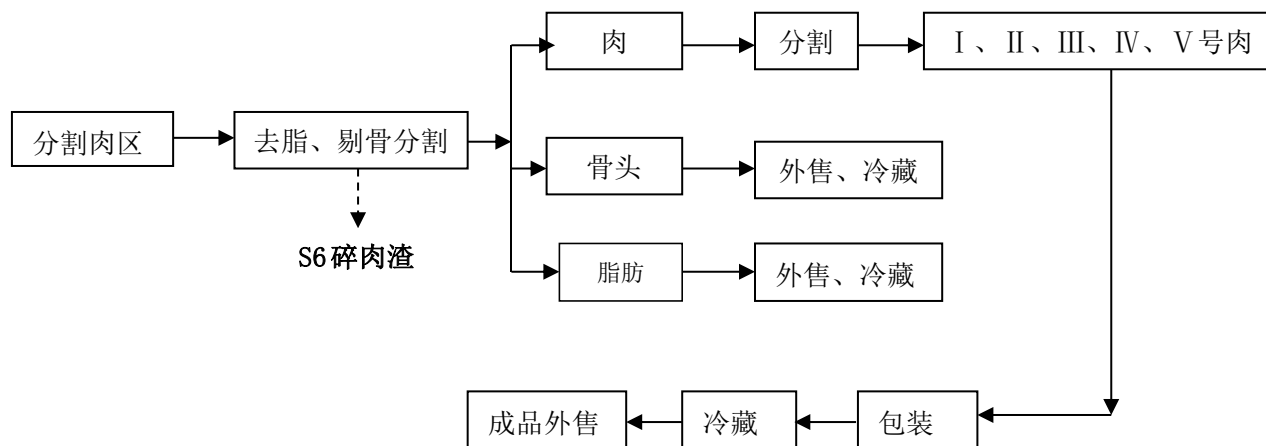 肉
分割
Ⅰ、Ⅱ、Ⅲ、Ⅳ、Ⅴ号肉
分割肉区
去脂、剔骨分割
骨头
外售、冷藏
S6碎肉渣
脂肪
外售、冷藏
成品外售
冷藏
包装